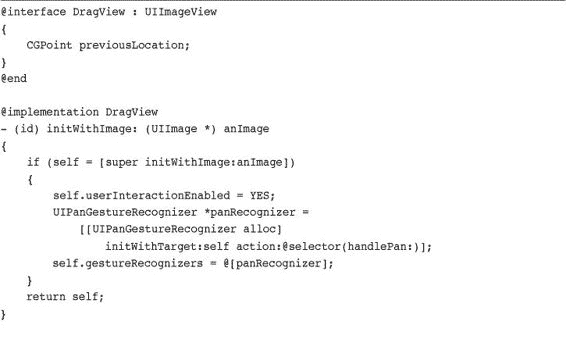 @interface DragView : UIImageView
{
    CGPoint previousLocation;
}
@end

@implementation DragView
- (id) initWithImage: (UIImage *) anImage
{
    if (self = [super initWithImage:anImage])
    {
        self.userInteractionEnabled = YES;
        UIPanGestureRecognizer *panRecognizer =
            [[UIPanGestureRecognizer alloc]
                initWithTarget:self action:@selector(handlePan:)];
        self.gestureRecognizers = @[panRecognizer];
    }
    return self;
}